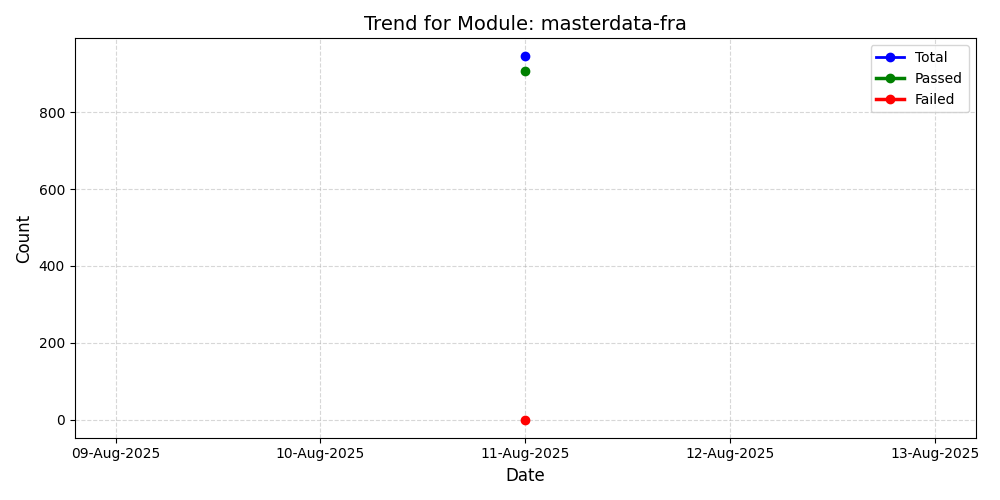 Trend for Module: masterdata-fra
Total
Passed
Failed
800
600
400
200
0
Count
09-Aug-2025
10-Aug-2025
11-Aug-2025
12-Aug-2025
13-Aug-2025
Date